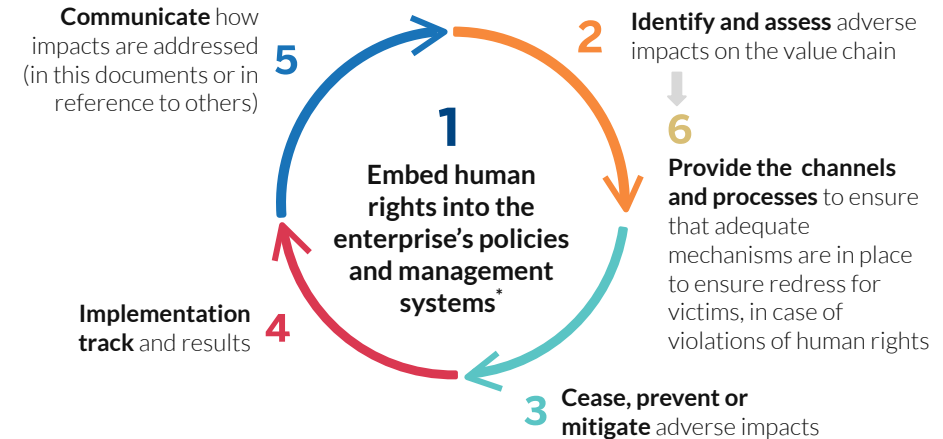 1
Embed human
rights into the
enterprise’s policies
and management
systems*
2
Identify and assess adverse
impacts on the value chain
6
Provide the channels
and processes to ensure
that adequate
mechanisms are in place
to ensure redress for
victims, in case of
violations of human rights
3
Cease, prevent or
mitigate adverse impacts
4
Implementation
track and results
5
Communicate how
impacts are addressed
(in this documents or in
reference to others)